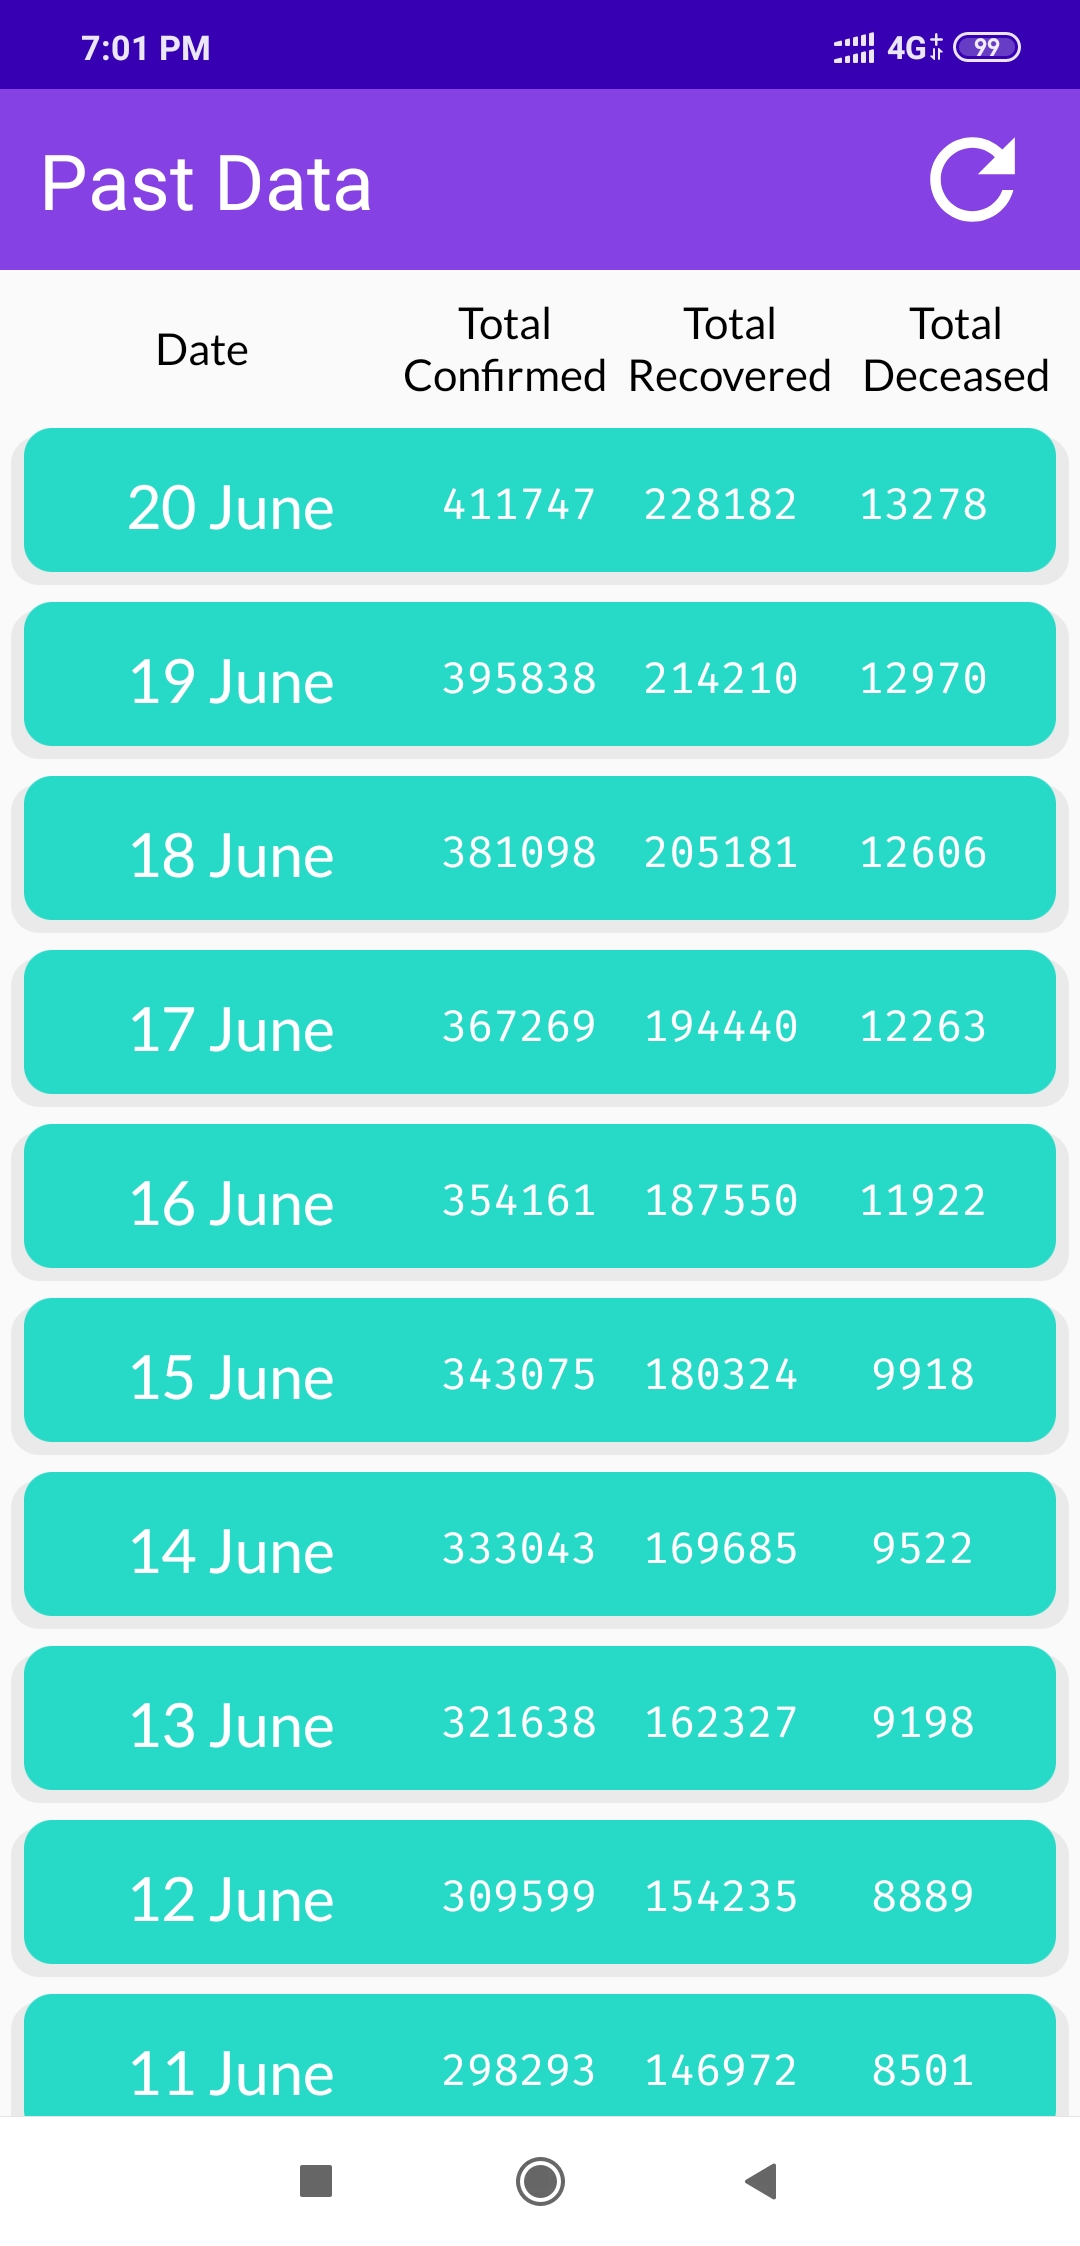 7:01 PM 4G+ 99
Past Data
Date Total Confirmed Total Recovered Total Deceased
20 June 411747 228182 13278
19 June 395838 214210 12970
18 June 381098 205181 12606
17 June 367269 194440 12263
16 June 354161 187550 11922
15 June 343075 180324 9918
14 June 333043 169685 9522
13 June 321638 162327 9198
12 June 309599 154235 8889
11 June 298293 146972 8501